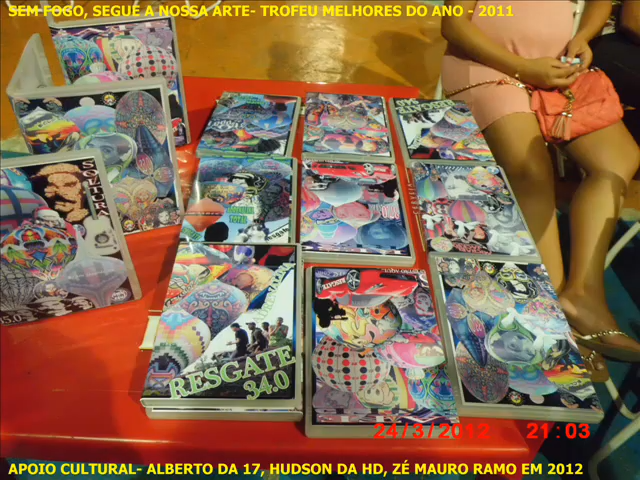 SEM FOGO, SEGUE A NOSSA ARTE- TROFEU MELHORES DO ANO - 2011
SOLTURA
RESGATE
RESGATE
34.0
24/3/2012 21:03
APOIO CULTURAL- ALBERTO DA 17, HUDSON DA HD, ZÉ MAURO RAMO EM 2012